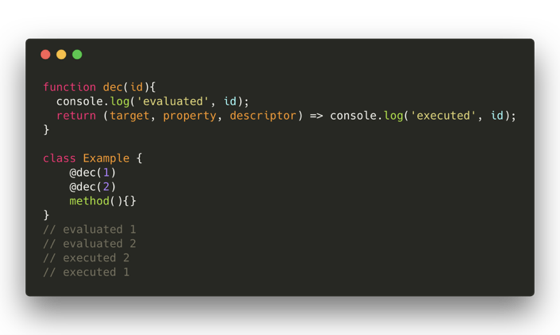 function dec(id){
  console.log('evaluated', id);
  return (target, property, descriptor) => console.log('executed', id);
}

class Example {
    @dec(1)
    @dec(2)
    method(){}
}
// evaluated 1
// evaluated 2
// executed 2
// executed 1